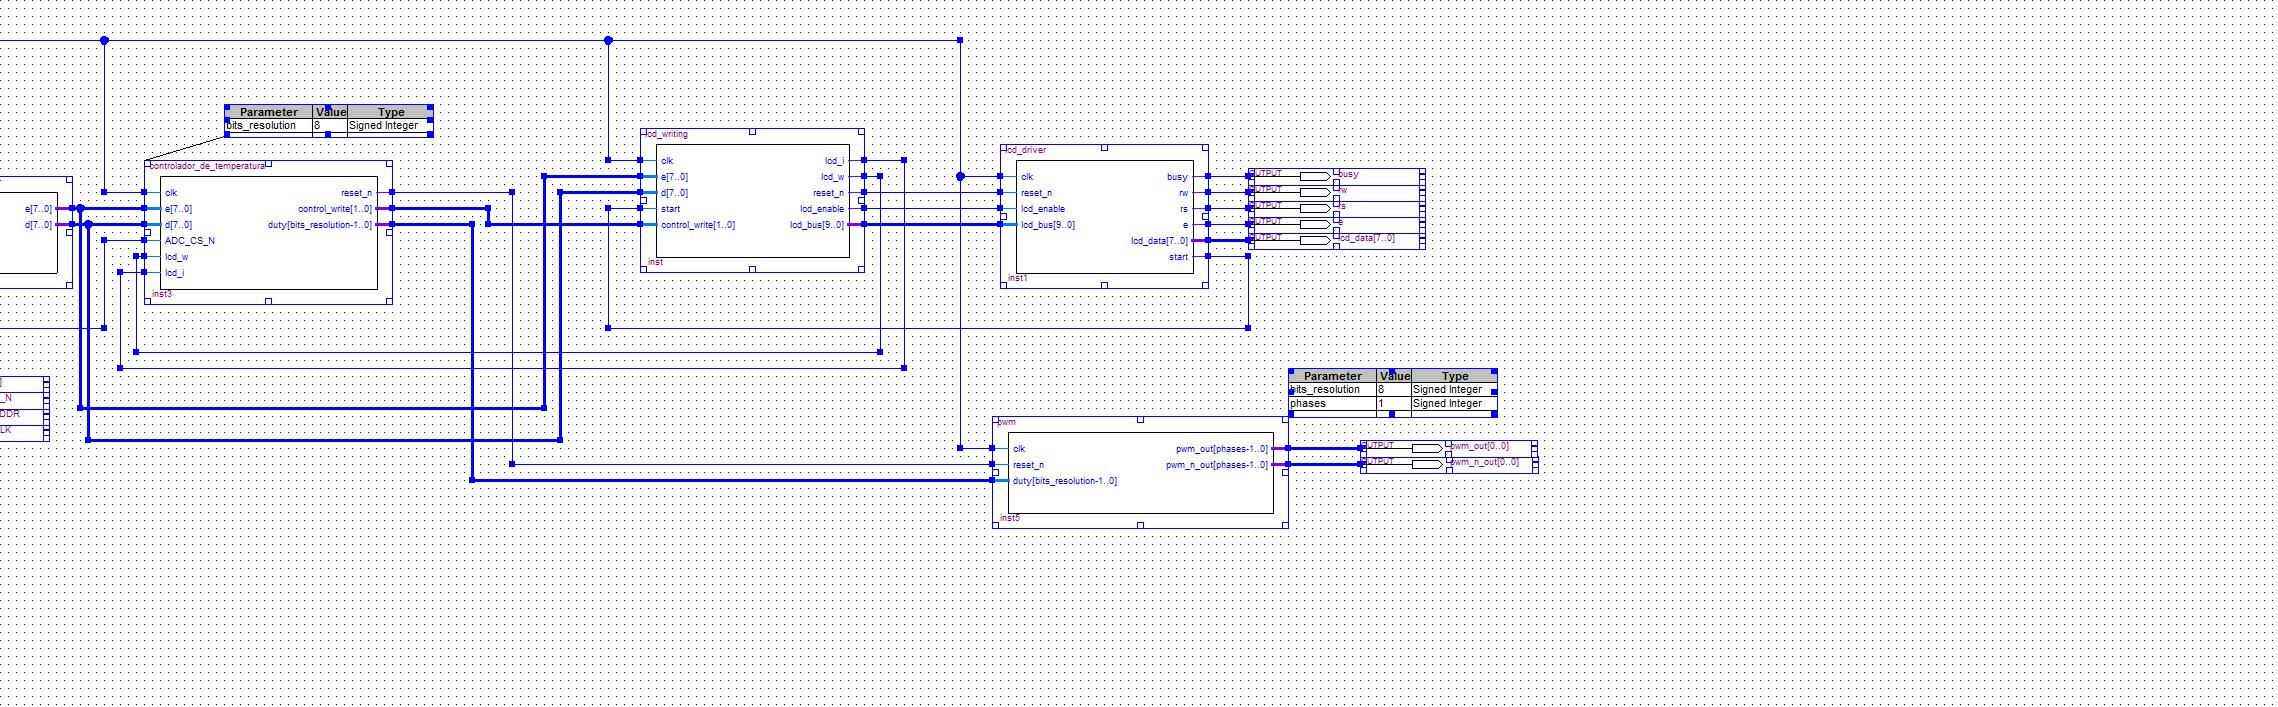 Parameter Value Type
bits_resolution 8 Signed Integer
controlador_de_temperatura
clk
e[7..0]
d[7..0]
ADC_CS_N
lcd_w
lcd_i
reset_n
control_write[1..0]
duty[bits_resolution-1..0]
inst3
e[7..0]
d[7..0]
]
_N
DDR
LK
lcd_writing
clk
e[7..0]
d[7..0]
start
control_write[1..0]
lcd_i
lcd_w
reset_n
lcd_enable
lcd_bus[9..0]
inst
lcd_driver
clk
reset_n
lcd_enable
lcd_bus[9..0]
busy
rw
rs
e
lcd_data[7..0]
start
inst1
OUTPUT busy
OUTPUT rw
OUTPUT rs
OUTPUT e
OUTPUT lcd_data[7..0]
Parameter Value Type
bits_resolution 8 Signed Integer
phases 1 Signed Integer
pwm
clk
reset_n
duty[bits_resolution-1..0]
pwm_out[phases-1..0]
pwm_n_out[phases-1..0]
inst5
OUTPUT pwm_out[0..0]
OUTPUT pwm_n_out[0..0]